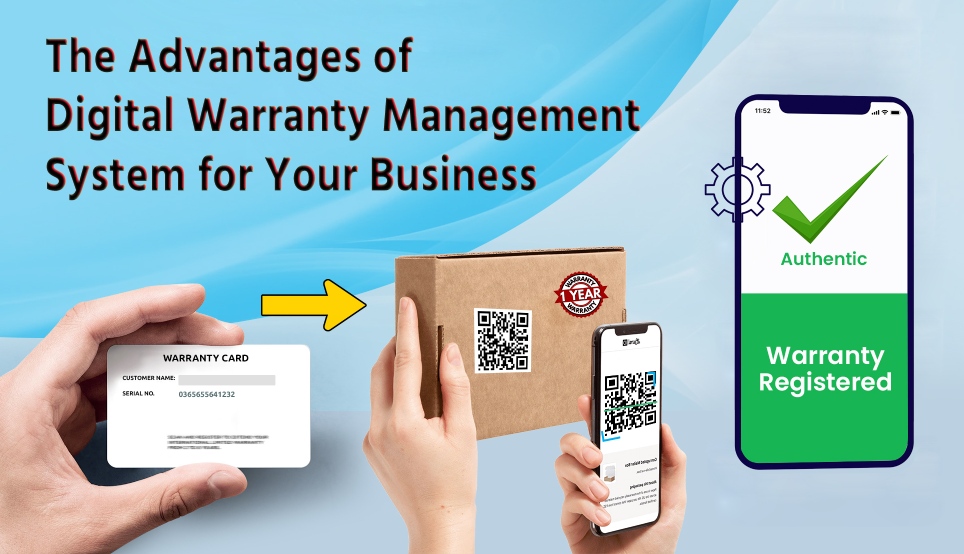 The Advantages of
Digital Warranty Management
System for Your Business
WARRANTY CARD
CUSTOMER NAME:
SERIAL NO. 0365655641232
WARRANTY
1 YEAR
WARRANTY
11:52
Authentic
Warranty
Registered